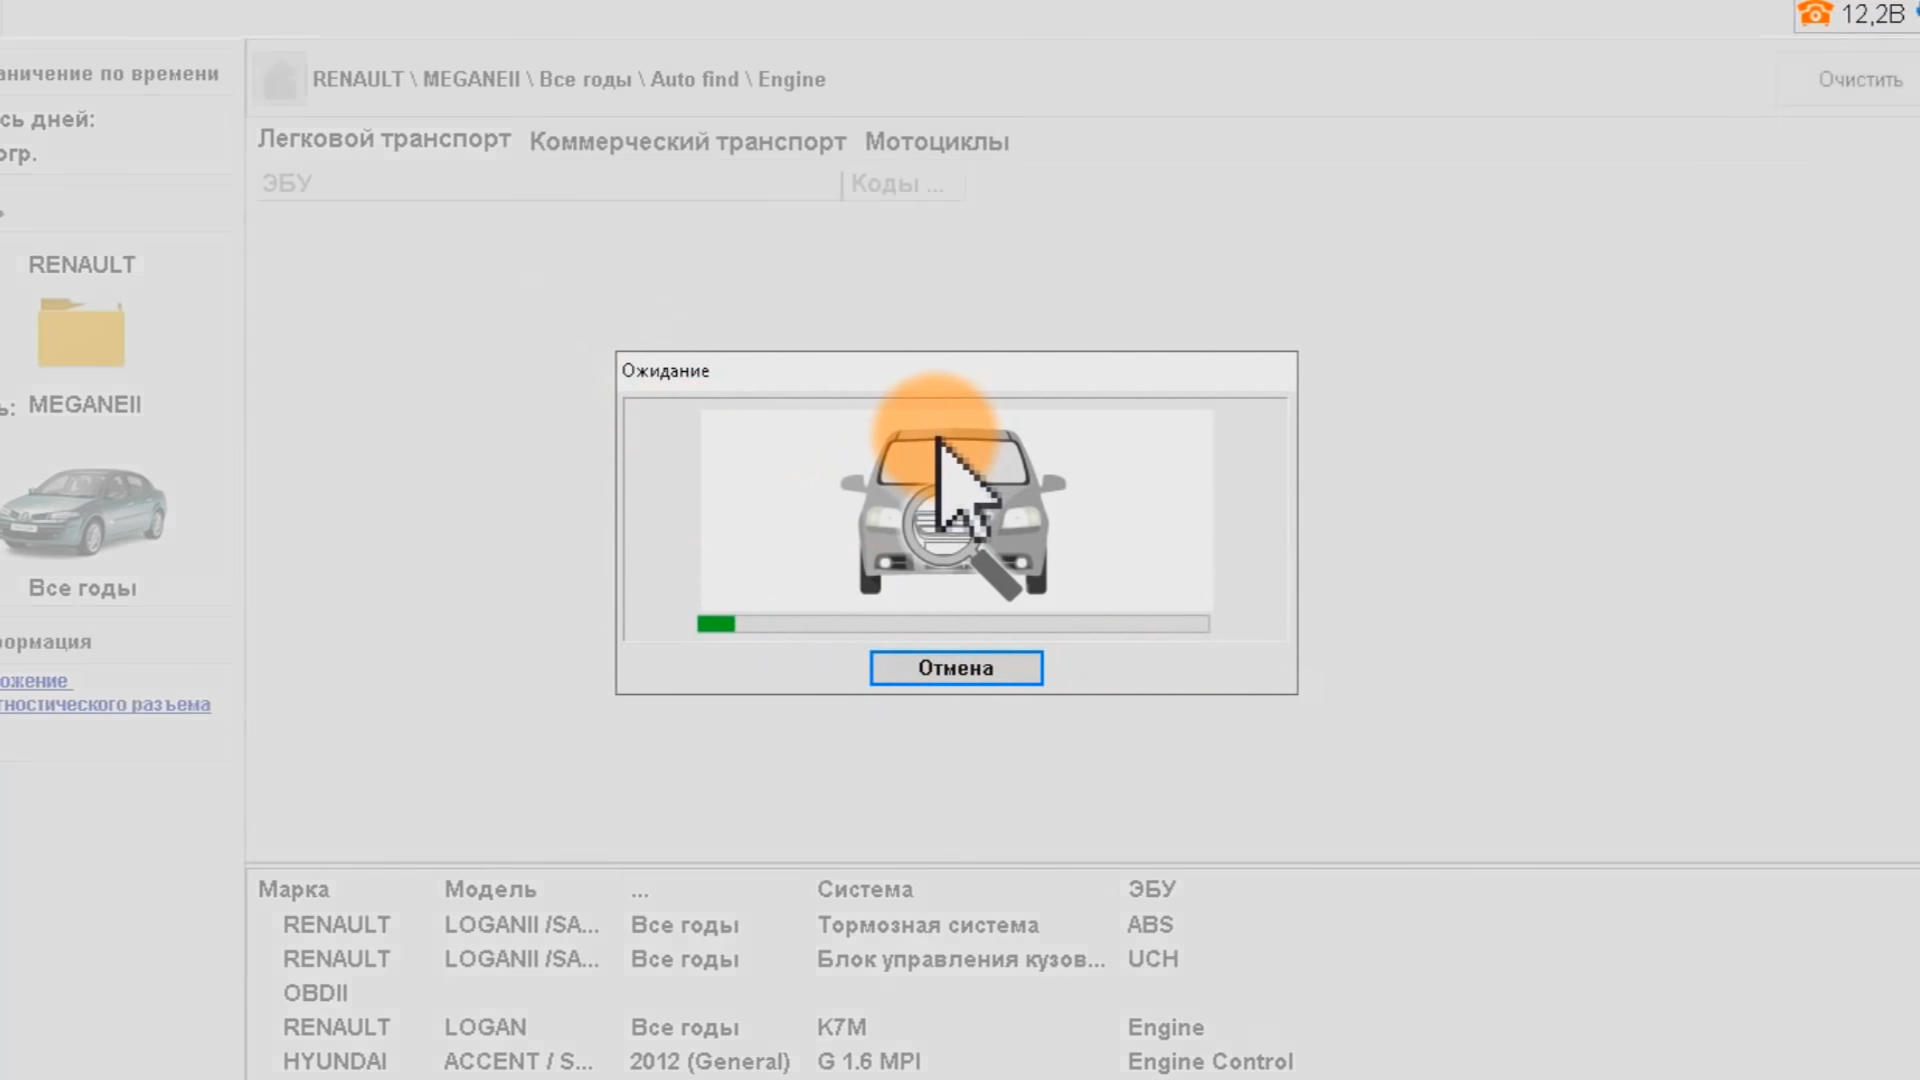 12,2В
аничение по времени
RENAULT \ MEGANEII \ Все годы \ Auto find \ Engine
Очистить
сь дней:
огр.
Легковой транспорт Коммерческий транспорт Мотоциклы
ЭБУ Коды ...
RENAULT
ь: MEGANEII
Все годы
ормация
ожение
гностического разъема
Ожидание
Отмена
Марка Модель ... Система ЭБУ
RENAULT LOGANII /SA... Все годы Тормозная система ABS
RENAULT LOGANII /SA... Все годы Блок управления кузов... UCH
OBDII
RENAULT LOGAN Все годы K7M Engine
HYUNDAI ACCENT / S... 2012 (General) G 1.6 MPI Engine Control